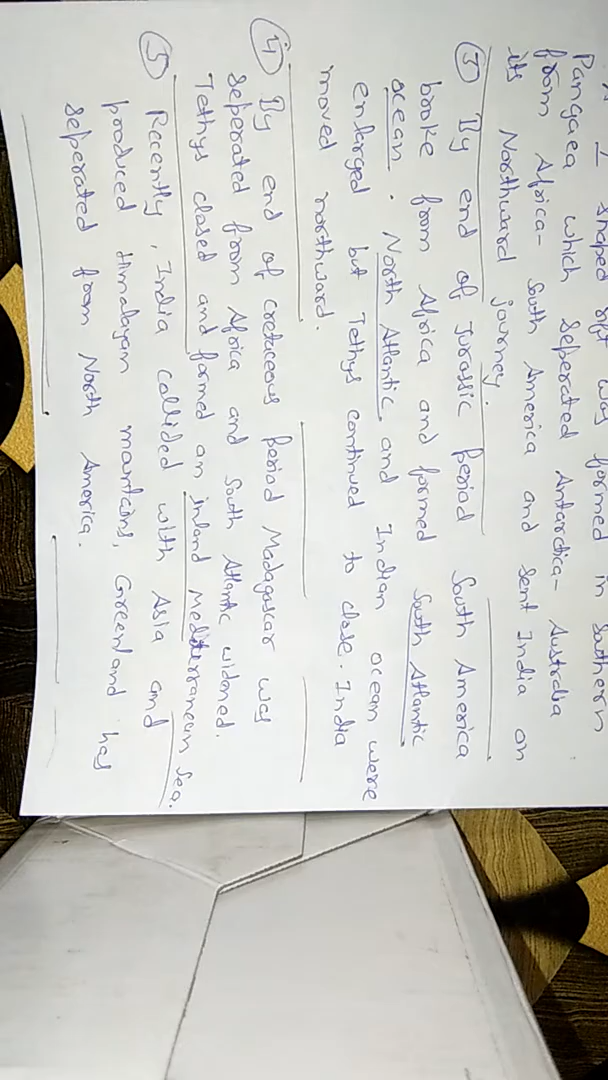 shaped rift was formed in Southern
Pangaea which seperated Antarctica- Australia
from Africa- South America and sent India on
its Northward journey.
③ By end of Jurassic Period South America
broke from Africa and formed South Atlantic
ocean. North Atlantic and Indian ocean were
enlarged but Tethys continued to close. India
moved northward.
④ By end of cretaceous Period Madagaskar was
seperated from Africa and South Atlantic widened.
Tethys closed and formed an inland Mediterranean Sea.
⑤ Recently, India collided with Asia and
produced Himalayan mountains, Greenland has
seperated from North America.